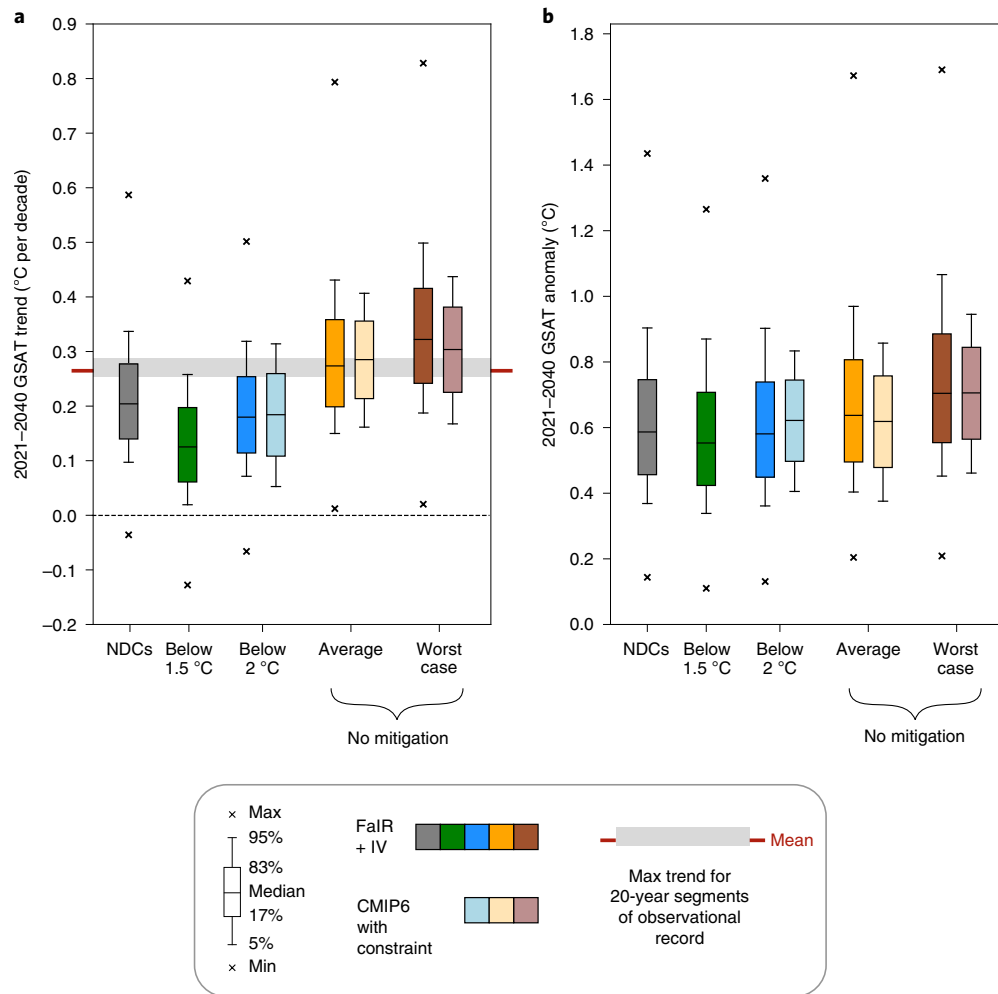 a
0.9
0.8
0.7
0.6
0.5
0.4
0.3
0.2
0.1
0.0
–0.1
–0.2
2021–2040 GSAT trend (°C per decade)
NDCs
Below
1.5 °C
Below
2 °C
Average
Worst
case
No mitigation
b
1.8
1.6
1.4
1.2
1.0
0.8
0.6
0.4
0.2
0.0
2021–2040 GSAT anomaly (°C)
NDCs
Below
1.5 °C
Below
2 °C
Average
Worst
case
No mitigation
Max
95%
83%
Median
17%
5%
Min
FaIR
+ IV
CMIP6
with
constraint
Mean
Max trend for
20-year segments
of observational
record